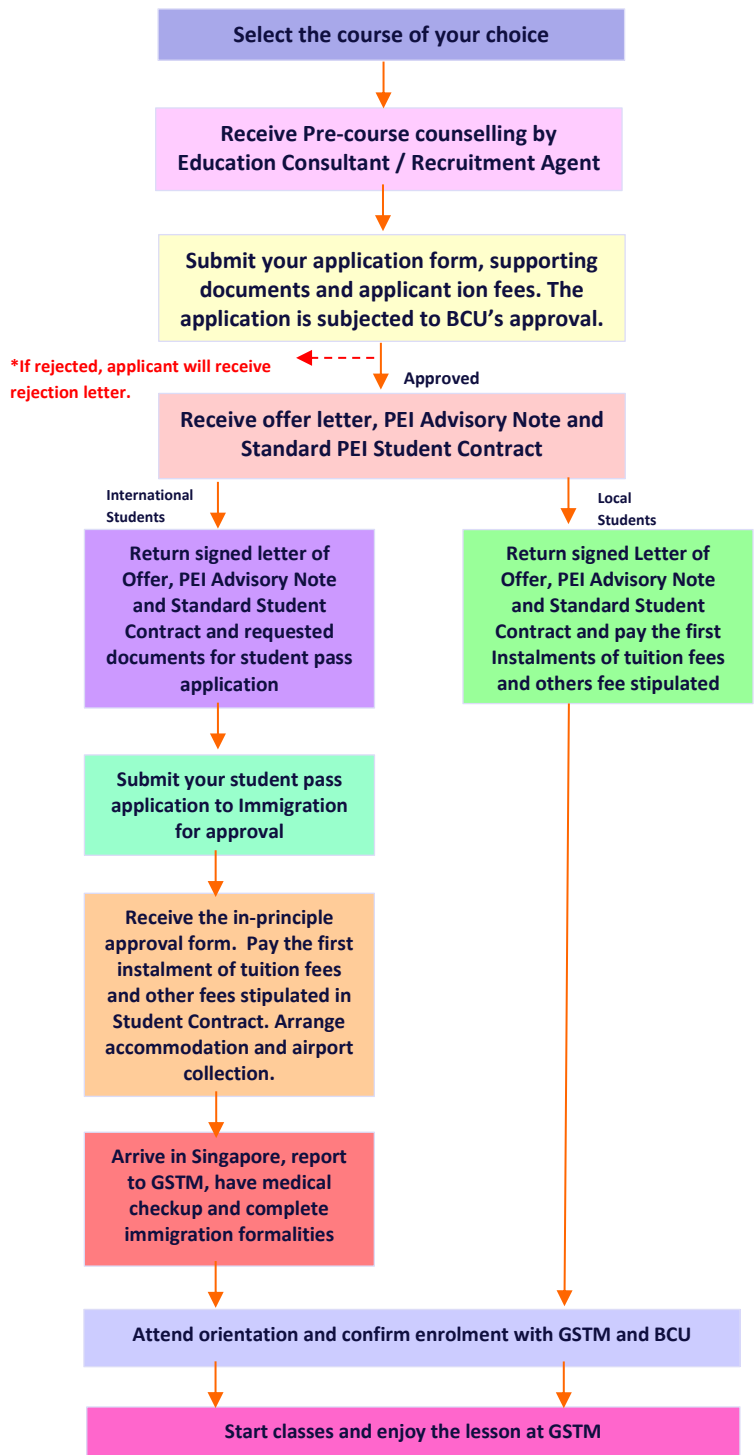 Select the course of your choice
Receive Pre-course counselling by
Education Consultant / Recruitment Agent
Submit your application form, supporting
documents and applicant ion fees. The
application is subjected to BCU’s approval.
*If rejected, applicant will receive
rejection letter.
Approved
Receive offer letter, PEI Advisory Note and
Standard PEI Student Contract
International
Students
Local
Students
Return signed letter of
Offer, PEI Advisory Note
and Standard Student
Contract and requested
documents for student pass
application
Return signed Letter of
Offer, PEI Advisory Note
and Standard Student
Contract and pay the first
Instalments of tuition fees
and others fee stipulated
Submit your student pass
application to Immigration
for approval
Receive the in-principle
approval form.  Pay the first
instalment of tuition fees
and other fees stipulated in
Student Contract. Arrange
accommodation and airport
collection.
Arrive in Singapore, report
to GSTM, have medical
checkup and complete
immigration formalities
Attend orientation and confirm enrolment with GSTM and BCU
Start classes and enjoy the lesson at GSTM